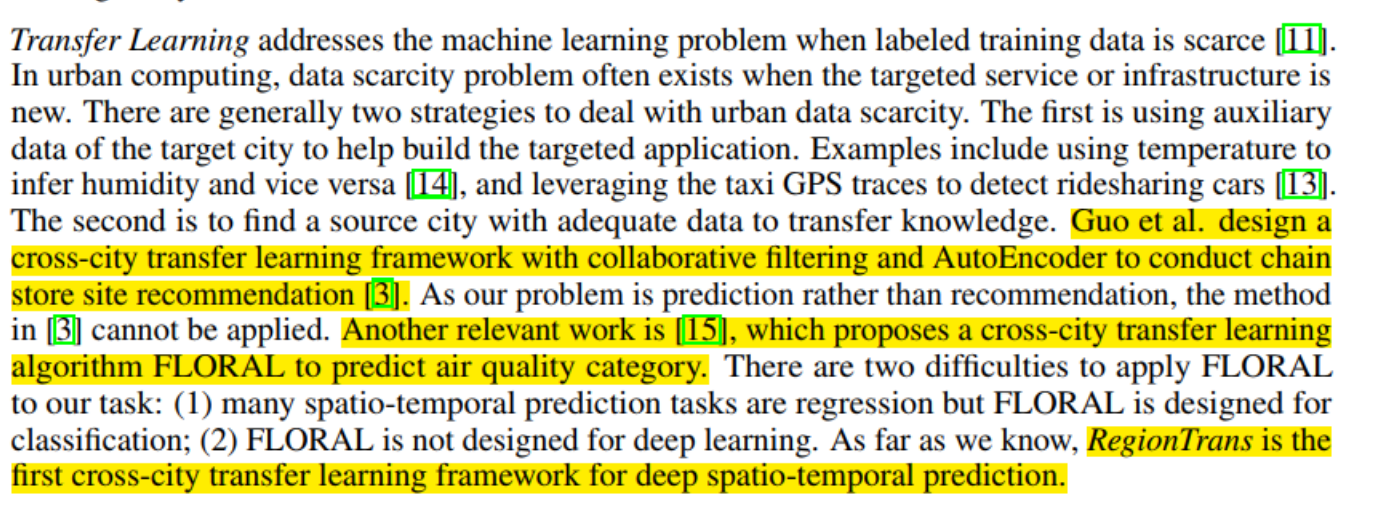 Transfer Learning addresses the machine learning problem when labeled training data is scarce [11].
In urban computing, data scarcity problem often exists when the targeted service or infrastructure is
new. There are generally two strategies to deal with urban data scarcity. The first is using auxiliary
data of the target city to help build the targeted application. Examples include using temperature to
infer humidity and vice versa [14], and leveraging the taxi GPS traces to detect ridesharing cars [13].
The second is to find a source city with adequate data to transfer knowledge. Guo et al. design a
cross-city transfer learning framework with collaborative filtering and AutoEncoder to conduct chain
store site recommendation [3]. As our problem is prediction rather than recommendation, the method
in [3] cannot be applied. Another relevant work is [15], which proposes a cross-city transfer learning
algorithm FLORAL to predict air quality category. There are two difficulties to apply FLORAL
to our task: (1) many spatio-temporal prediction tasks are regression but FLORAL is designed for
classification; (2) FLORAL is not designed for deep learning. As far as we know, RegionTrans is the
first cross-city transfer learning framework for deep spatio-temporal prediction.